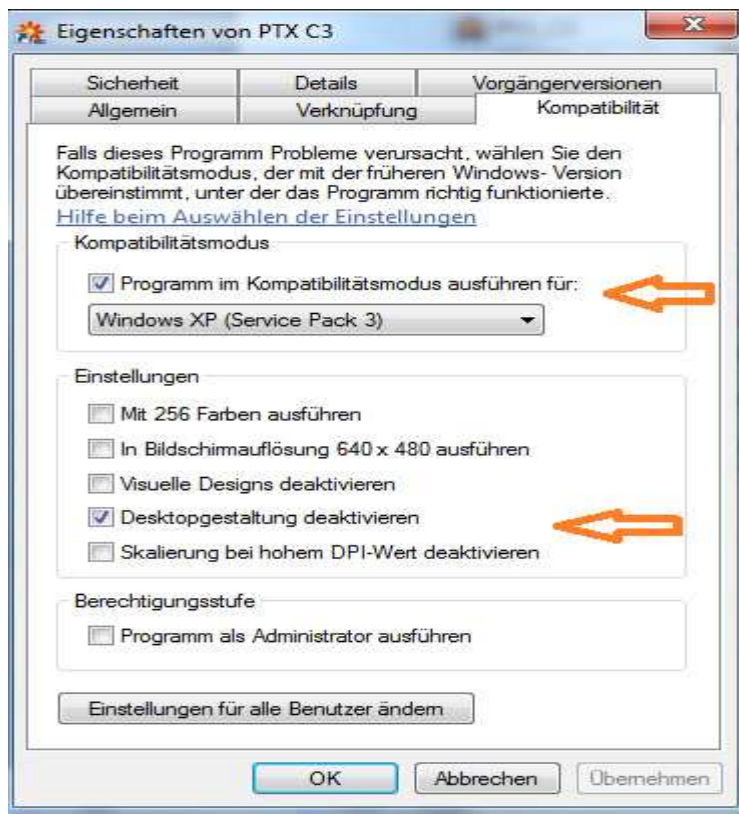 Eigenschaften von PTX C3
Sicherheit Details Vorgängerversionen
Allgemein Verknüpfung Kompatibilität
Falls dieses Programm Probleme verursacht, wählen Sie den
Kompatibilitätsmodus, der mit der früheren Windows- Version
übereinstimmt, unter der das Programm richtig funktionierte.
Hilfe beim Auswählen der Einstellungen
Kompatibilitätsmodus
Programm im Kompatibilitätsmodus ausführen für:
Windows XP (Service Pack 3)
Einstellungen
Mit 256 Farben ausführen
In Bildschirmauflösung 640 x 480 ausführen
Visuelle Designs deaktivieren
Desktopgestaltung deaktivieren
Skalierung bei hohem DPI-Wert deaktivieren
Berechtigungsstufe
Programm als Administrator ausführen
Einstellungen für alle Benutzer ändern
OK Abbrechen Übernehmen